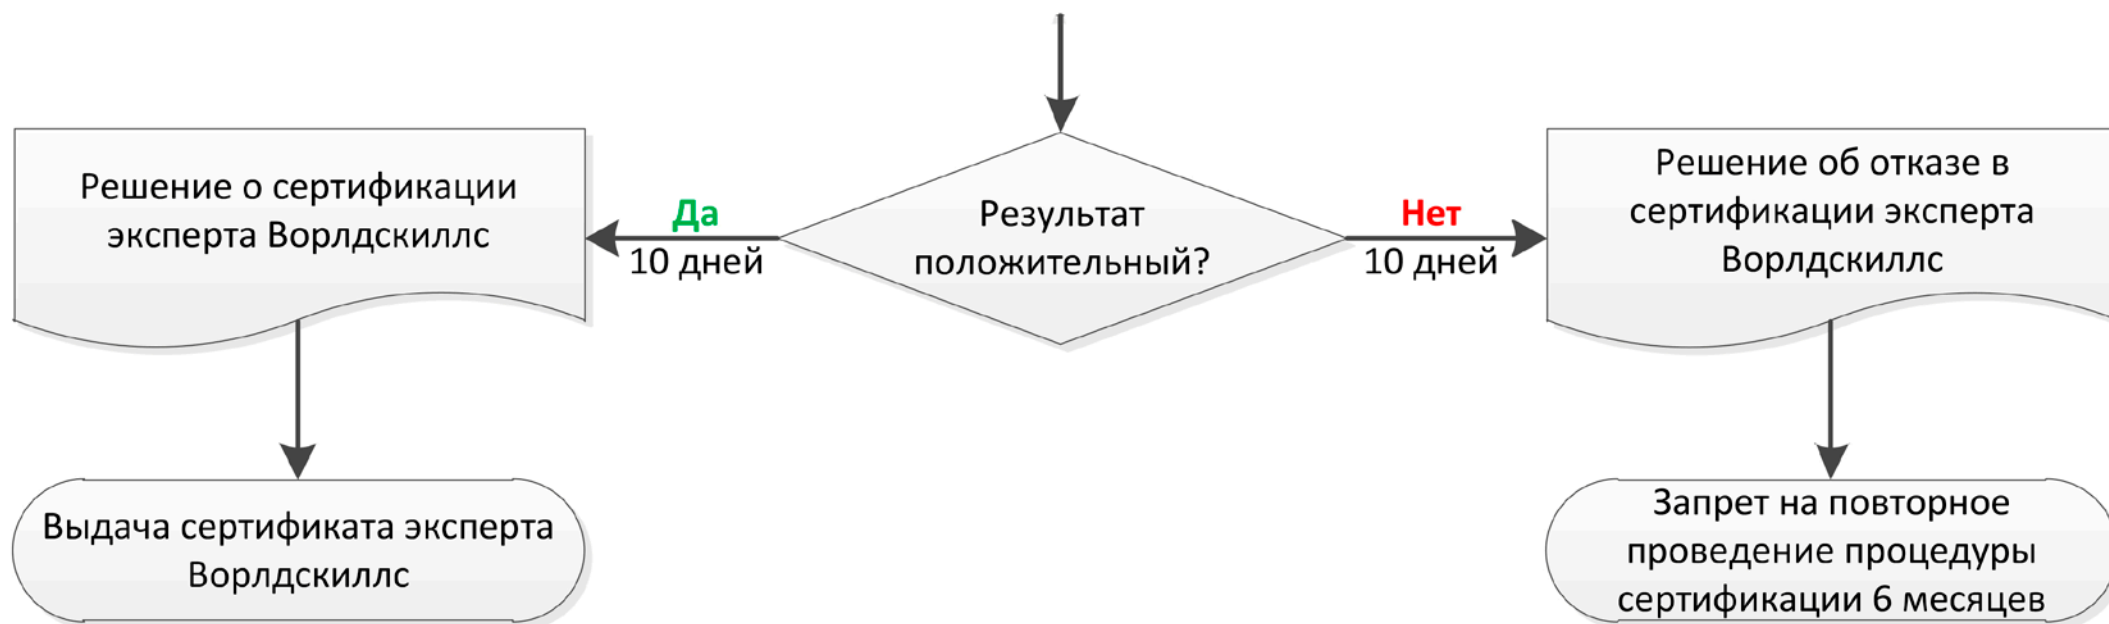 Решение о сертификации
эксперта Ворлдскиллс
Да
10 дней
Результат
положительный?
Нет
10 дней
Решение об отказе в
сертификации эксперта
Ворлдскиллс
Выдача сертификата эксперта
Ворлдскиллс
Запрет на повторное
проведение процедуры
сертификации 6 месяцев